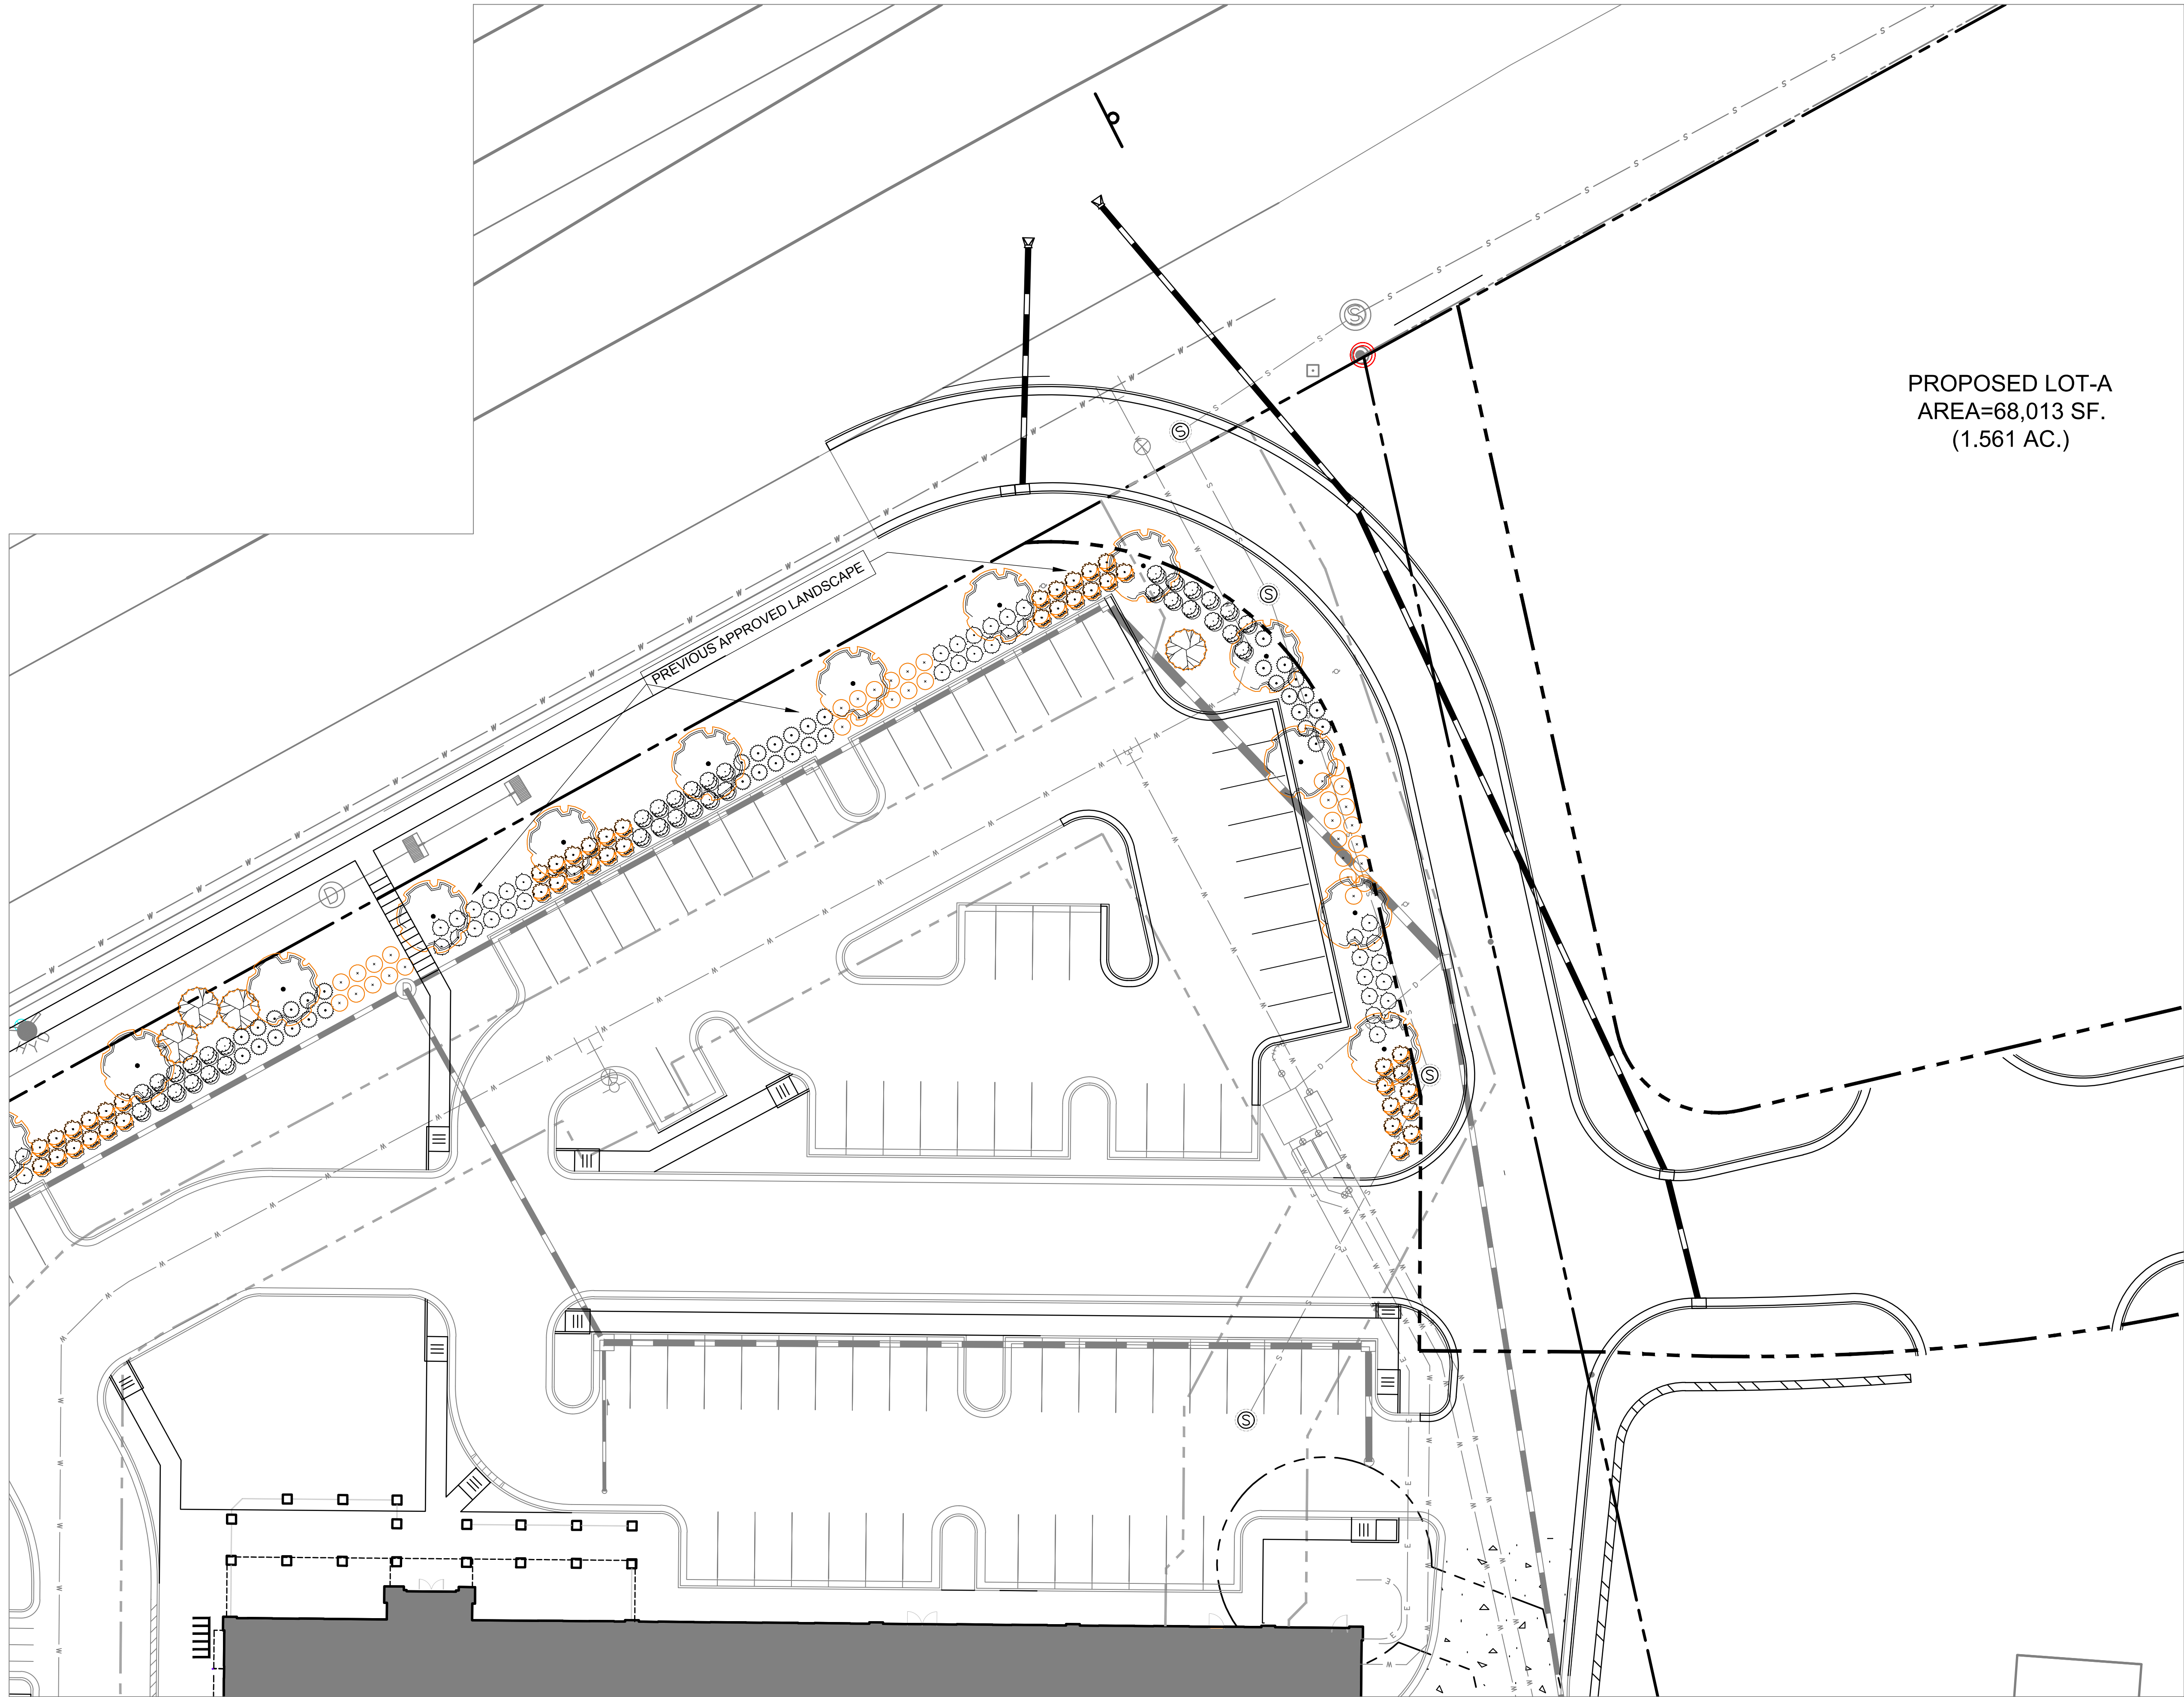 PROPOSED LOT-A
AREA=68,013 SF.
(1.561 AC.)
PREVIOUS APPROVED LANDSCAPE